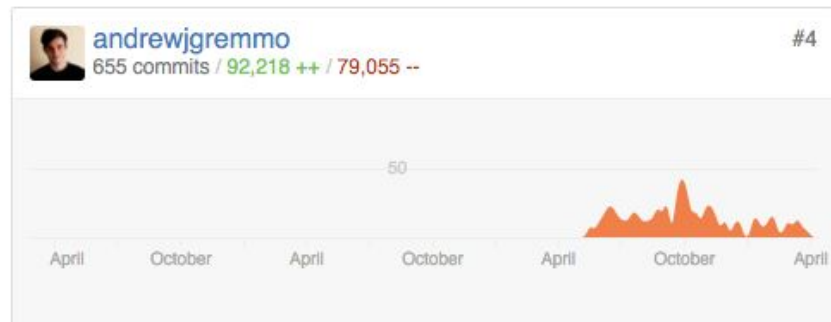 andrewjgremmo #4
655 commits / 92,218 ++ / 79,055 --
50
April October April October April October April